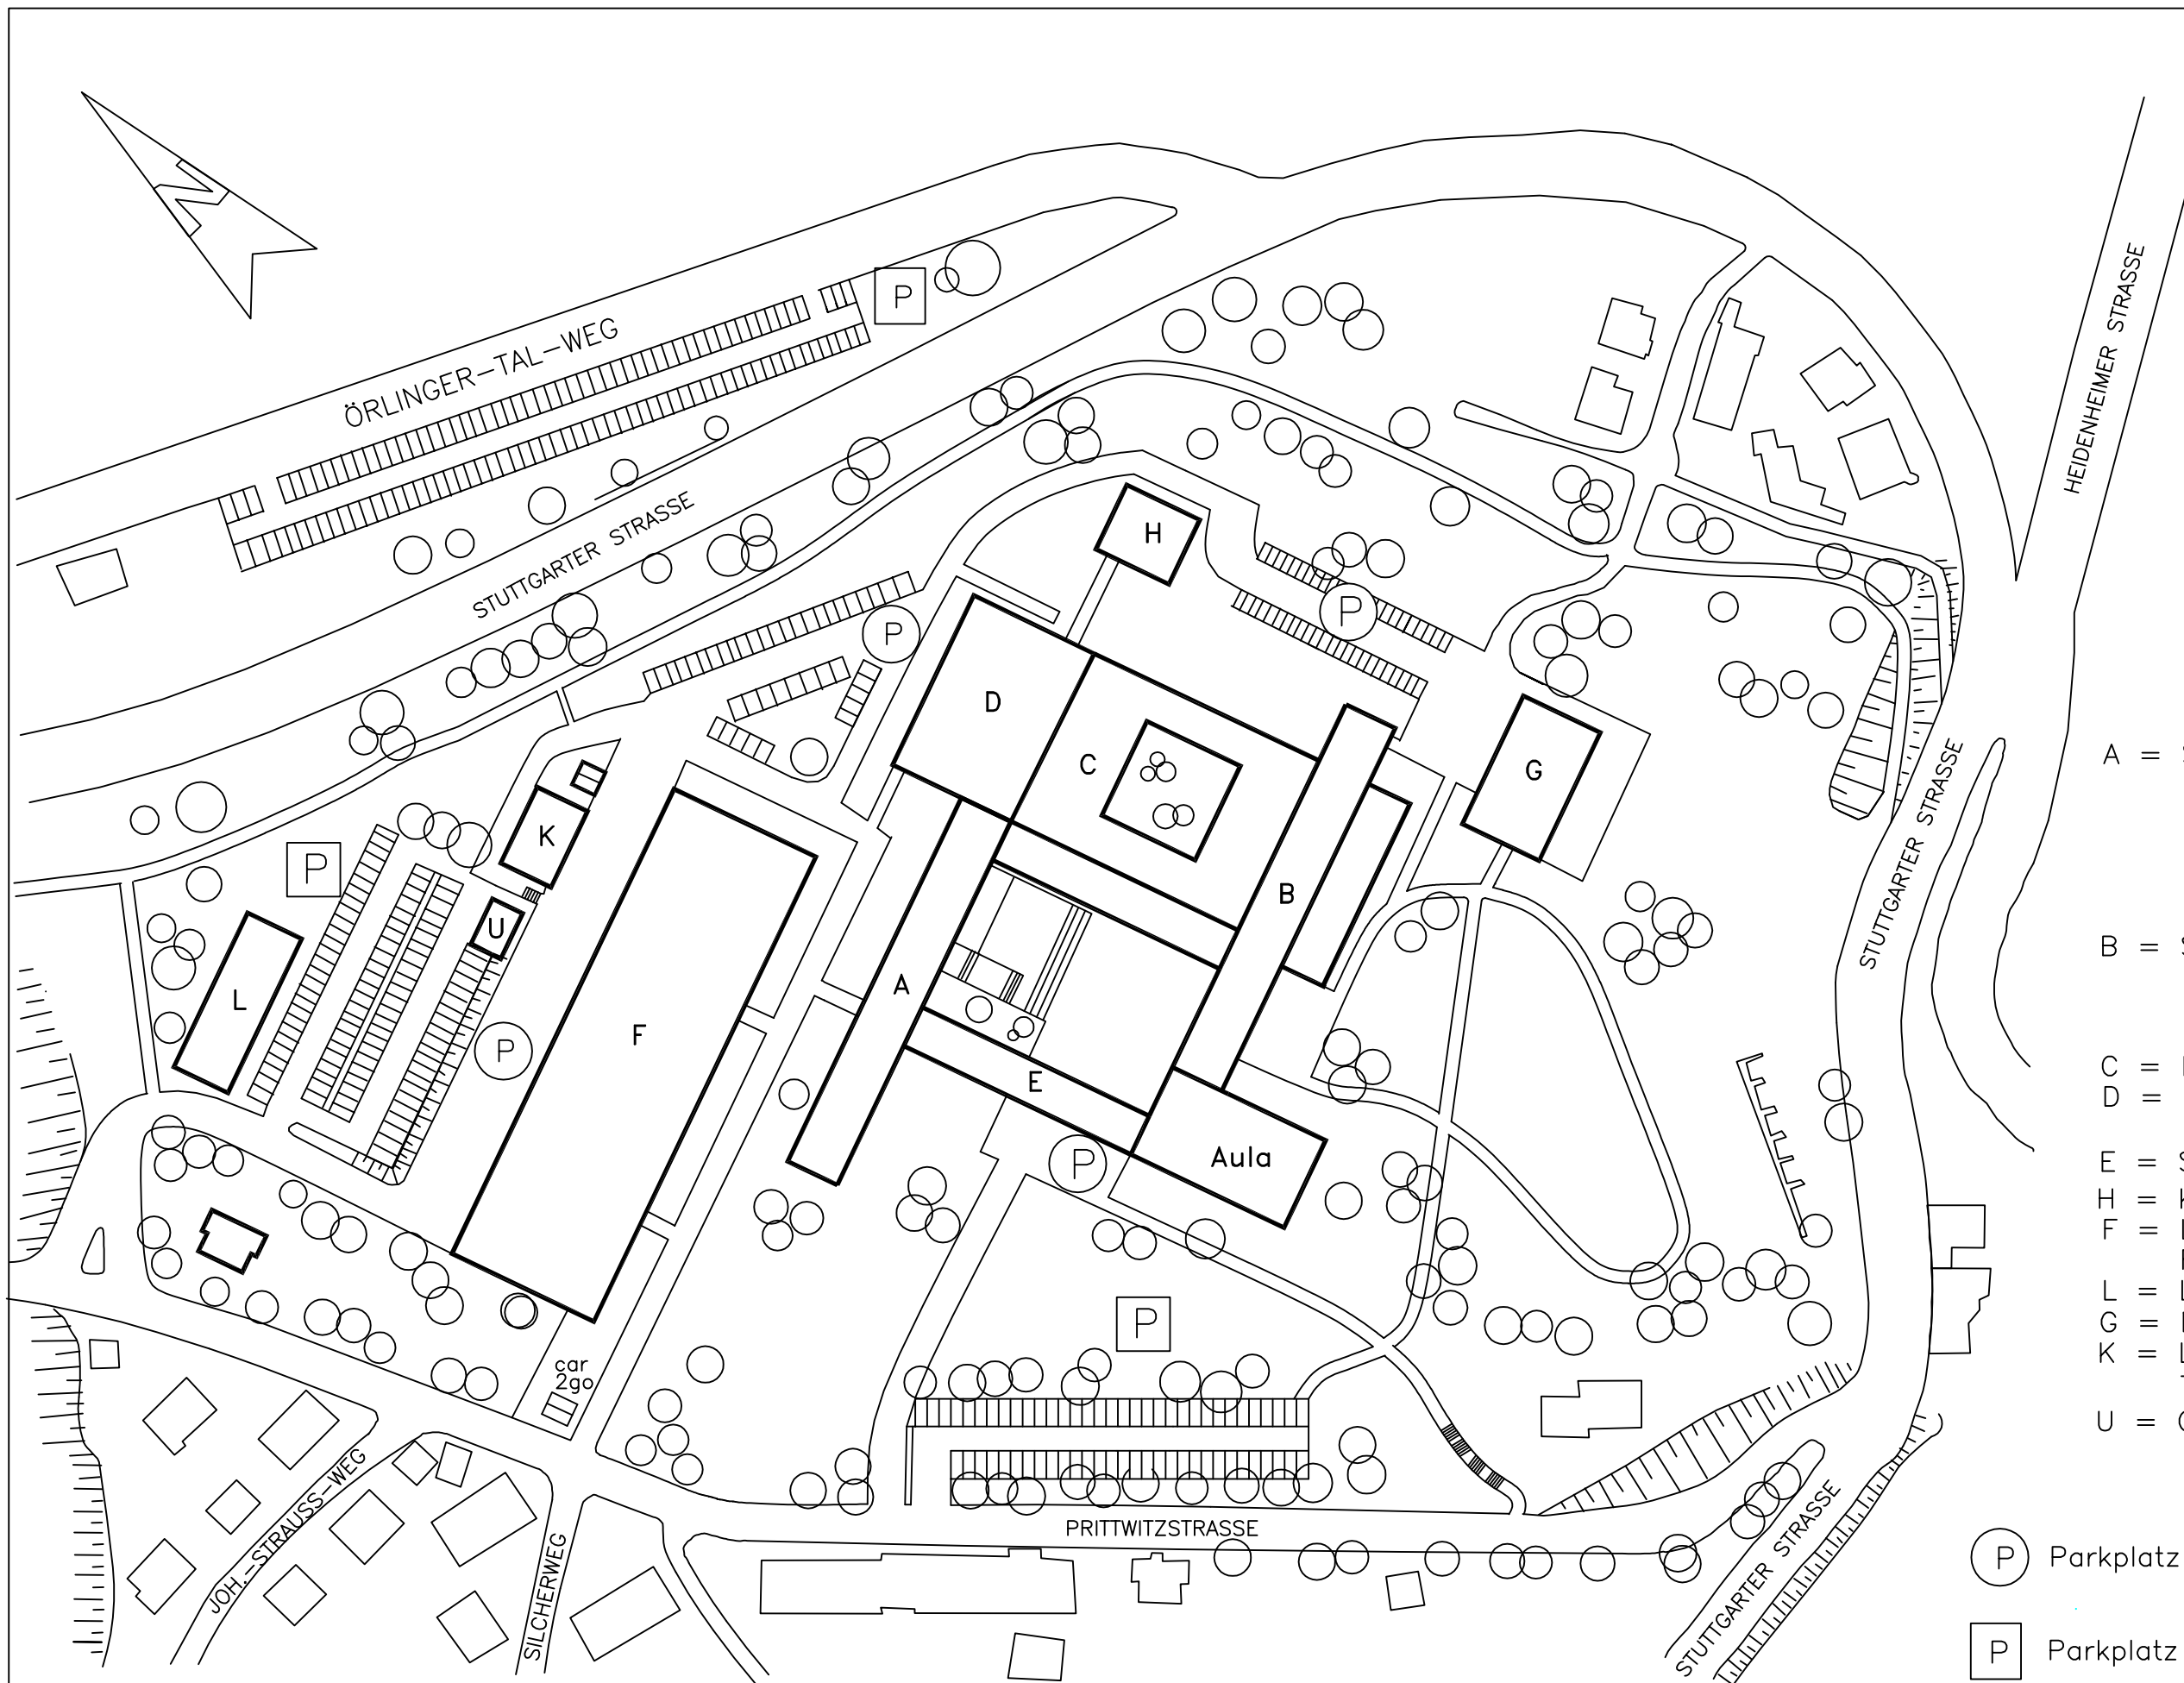 N
ÖRLINGER-TAL-WEG
P
HEIDENHEIMER STRASSE
STUTTGARTER STRASSE
H
P
P
D
C
G
A =
K
P
B
U
STUTTGARTER STRASSE
B =
L
A
F
P
E
C =
D =
Aula
P
E =
H =
F =
L =
G =
P
K =
car
2go
U =
JOH.-STRAUSS-WEG
SILCHERWEG
PRITTWITZSTRASSE
STUTTGARTER STRASSE
P Parkplatz
P Parkplatz